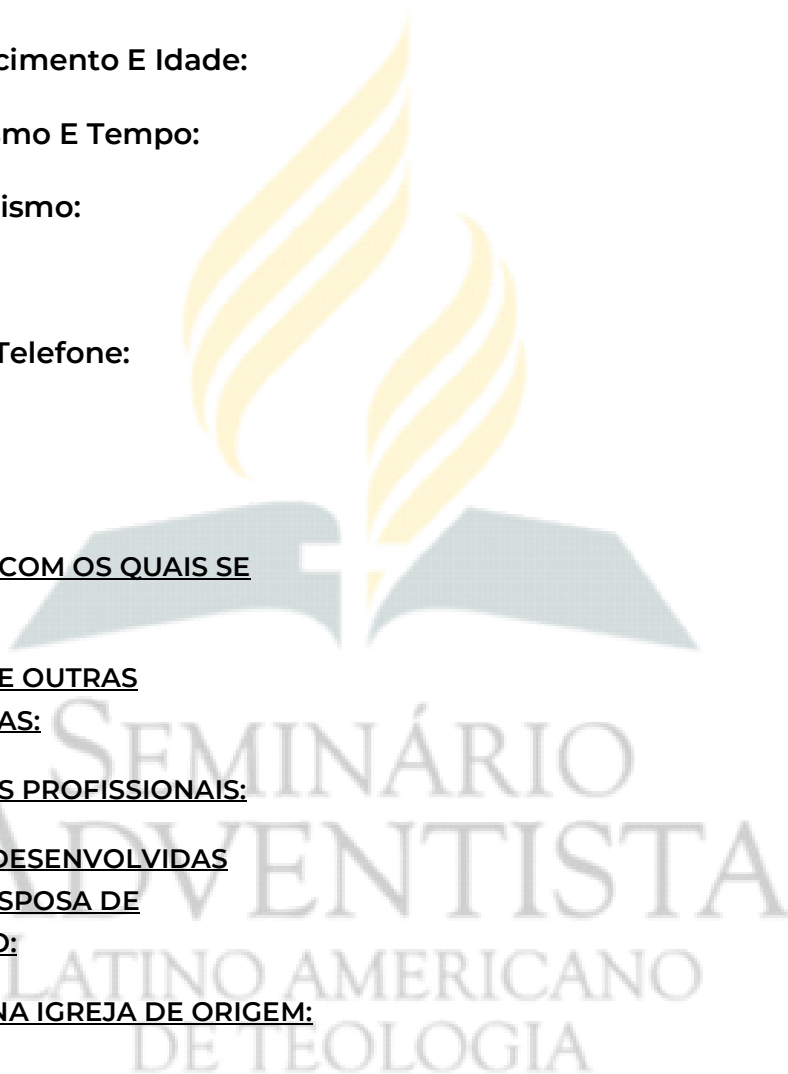 cimento E Idade:
smo E Tempo:
ismo:
Telefone:
COM OS QUAIS SE
E OUTRAS
AS:
SEMINÁRIO
S PROFISSIONAIS:
DESENVOLVIDAS
ADVENTISTA
SPOSA DE
O:
LATINO AMERICANO
NA IGREJA DE ORIGEM:
DE TEOLOGIA